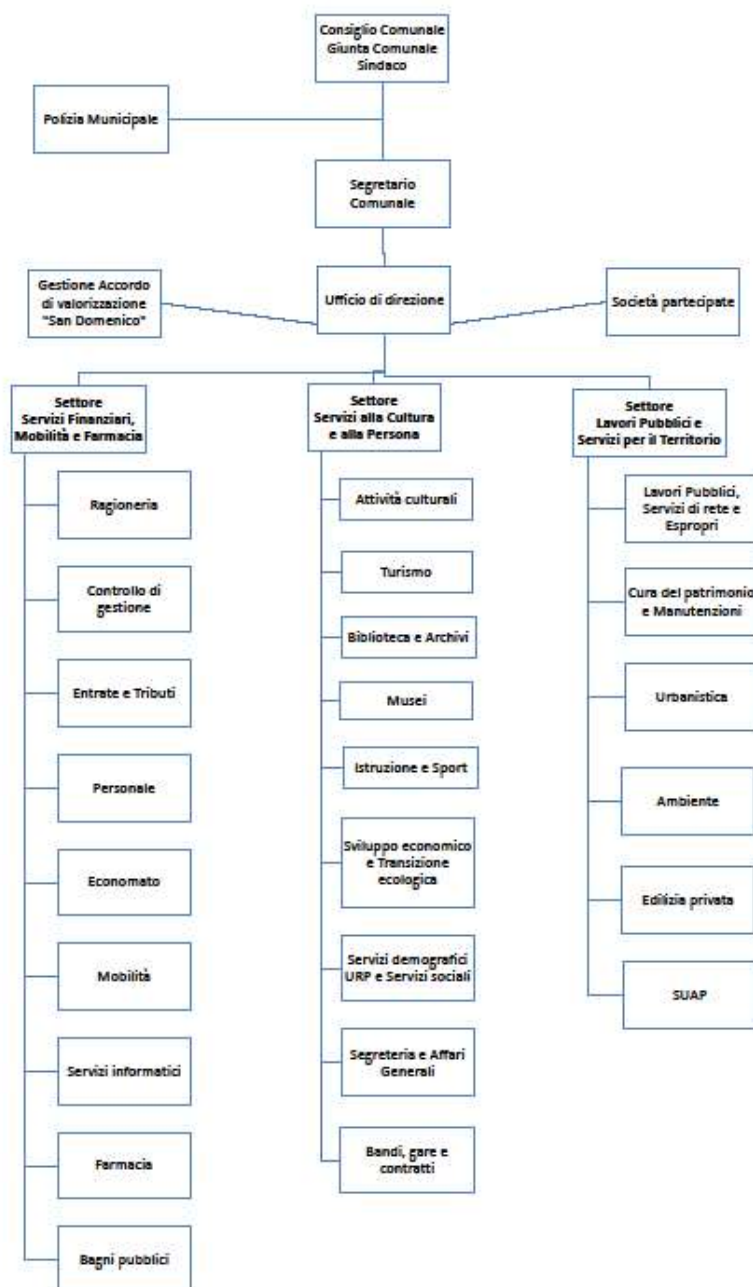 Consiglio Comunale
Giunta Comunale
Sindaco
Polizia Municipale
Segretario
Comunale
Gestione Accordo
di valorizzazione
"San Domenico"
Ufficio di direzione
Società partecipate
Settore
Servizi Finanziari,
Mobilità e Farmacia
Ragioneria
Controllo di
gestione
Entrate e Tributi
Personale
Economato
Mobilità
Servizi informatici
Farmacia
Bagni pubblici
Settore
Servizi alla Cultura
e alla Persona
Attività culturali
Turismo
Biblioteca e Archivi
Musei
Istruzione e Sport
Sviluppo economico
e Transizione
ecologica
Servizi demografici
URP e Servizi sociali
Segreteria e Affari
Generali
Bandi, gare e
contratti
Settore
Lavori Pubblici e
Servizi per il Territorio
Lavori Pubblici,
Servizi di rete e
Espropri
Cura del patrimonio
e Manutenzioni
Urbanistica
Ambiente
Edilizia privata
SUAP